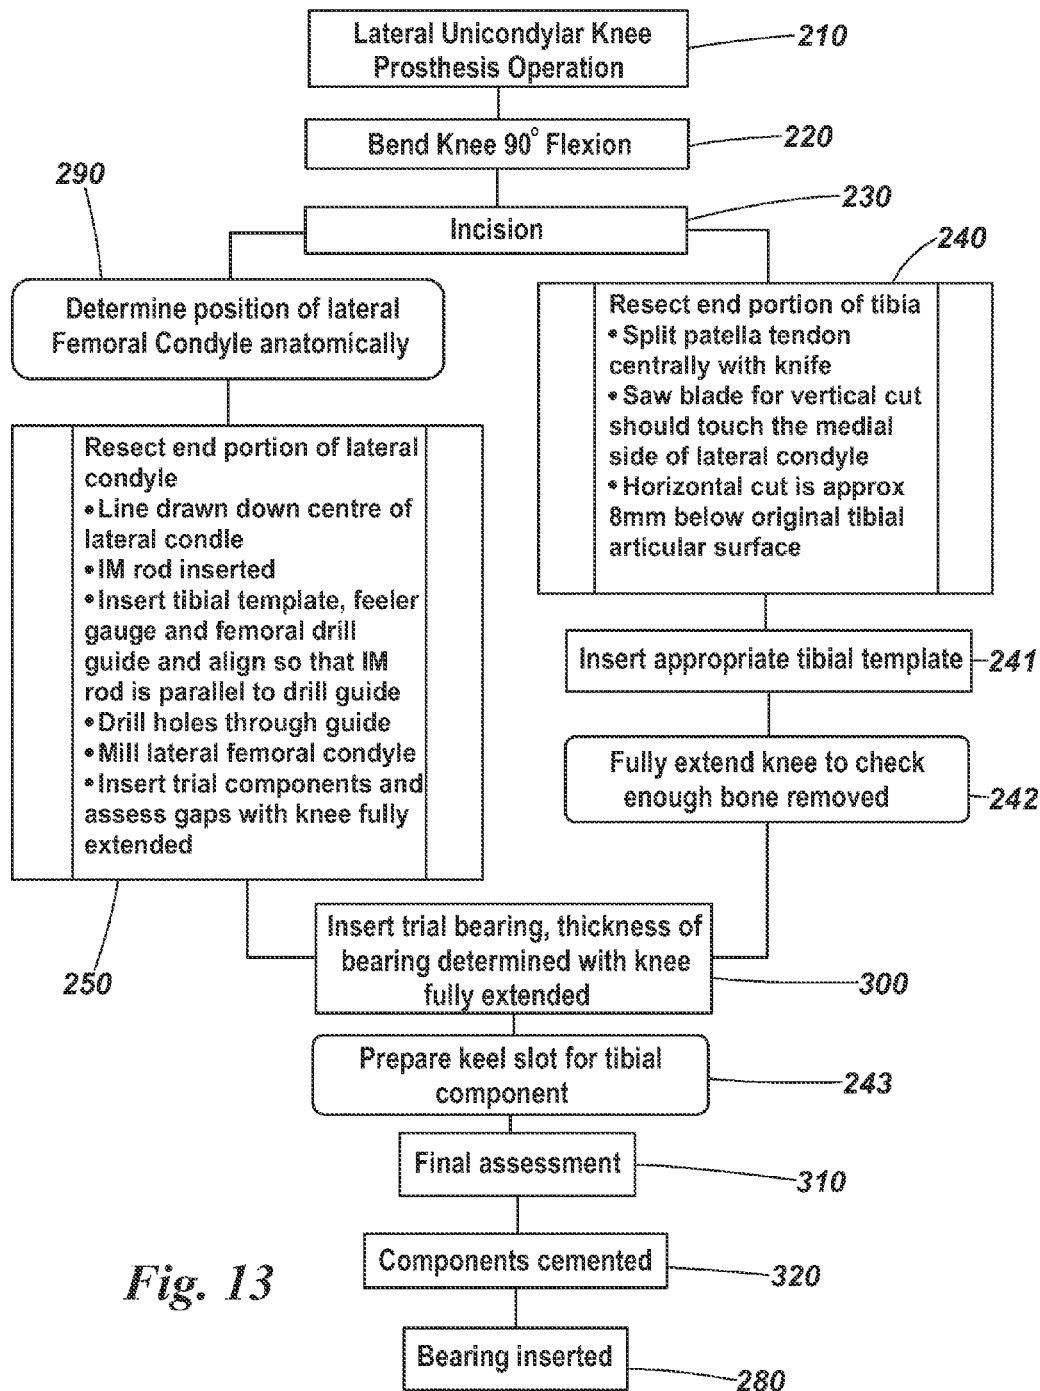 Lateral Unicondylar Knee
Prosthesis Operation
210
Bend Knee 90° Flexion
220
Incision
230
290
Determine position of lateral
Femoral Condyle anatomically
240
Resect end portion of tibia
•Split patella tendon
centrally with knife
•Saw blade for vertical cut
should touch the medial
side of lateral condyle
•Horizontal cut is approx
8mm below original tibial
articular surface
Resect end portion of lateral
condyle
•Line drawn down centre of
lateral condle
•IM rod inserted
•Insert tibial template, feeler
gauge and femoral drill
guide and align so that IM
rod is parallel to drill guide
•Drill holes through guide
•Mill lateral femoral condyle
•Insert trial components and
assess gaps with knee fully
extended
250
Insert appropriate tibial template
241
Fully extend knee to check
enough bone removed
242
Insert trial bearing, thickness of
bearing determined with knee
fully extended
300
Prepare keel slot for tibial
component
243
Final assessment
310
Components cemented
320
Bearing inserted
280
Fig. 13